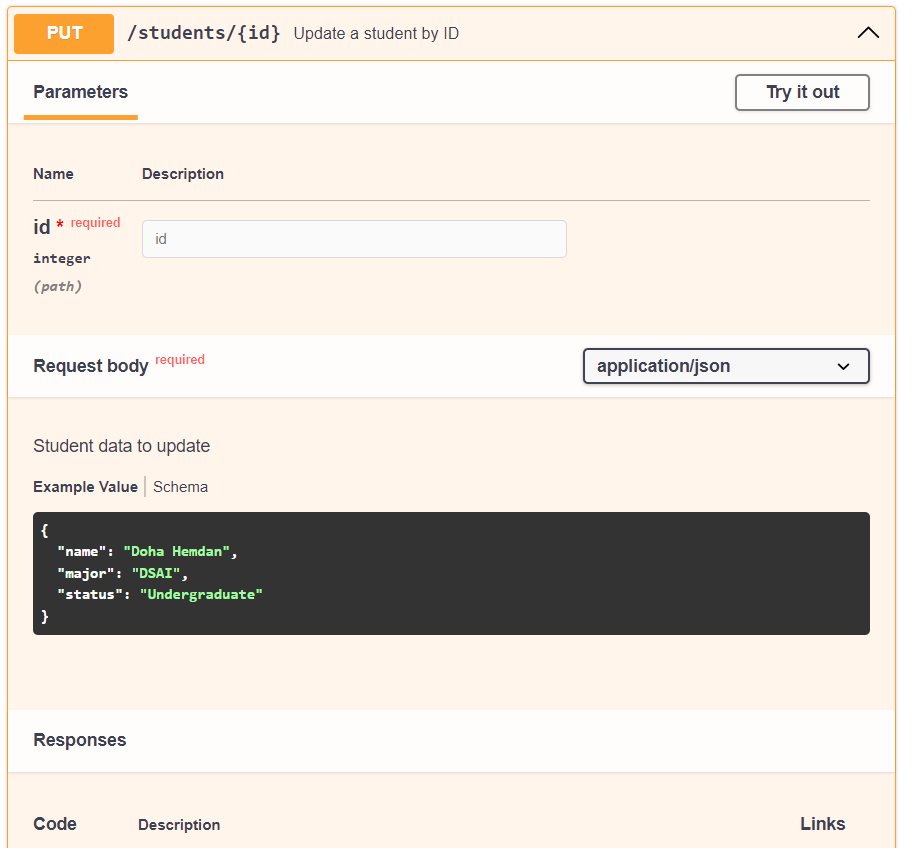 PUT /students/{id} Update a student by ID
Parameters Try it out
Name Description
id * required id
integer
(path)
Request body required application/json
Student data to update
Example Value Schema
{
"name": "Doha Hemdan",
"major": "DSAI",
"status": "Undergraduate"
}
Responses
Code Description Links